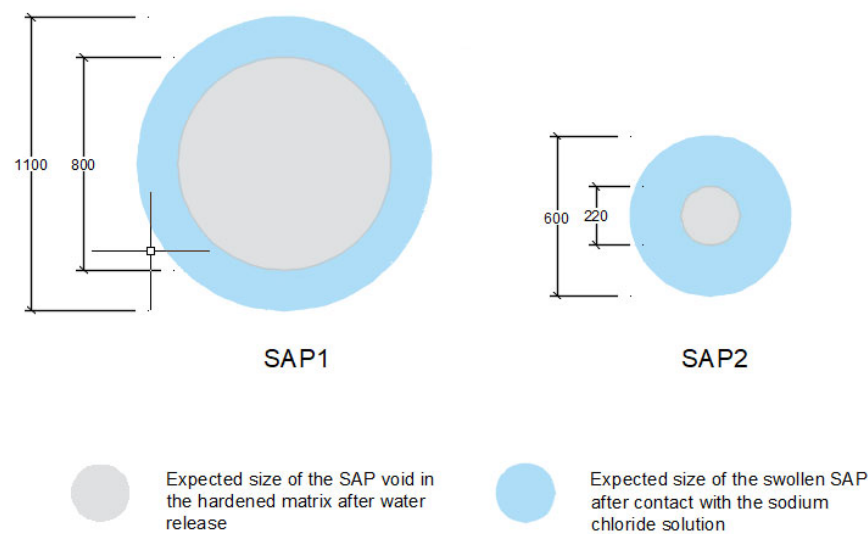 1100
800
600
220
SAP1
SAP2
Expected size of the SAP void in
the hardened matrix after water
release
Expected size of the swollen SAP
after contact with the sodium
chloride solution